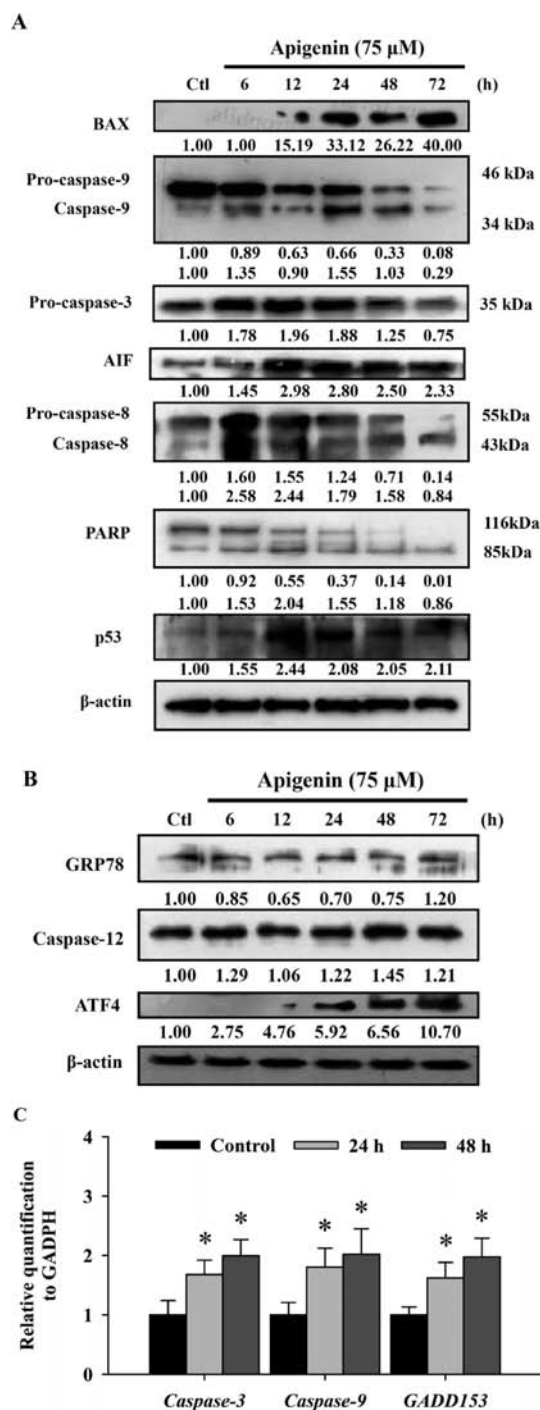 A
Apigenin (75 μM)
Ctl 6 12 24 48 72 (h)
BAX
1.00 1.00 15.19 33.12 26.22 40.00
Pro-caspase-9 46 kDa
Caspase-9 34 kDa
1.00 0.89 0.63 0.66 0.33 0.08
1.00 1.35 0.90 1.55 1.03 0.29
Pro-caspase-3 35 kDa
1.00 1.78 1.96 1.88 1.25 0.75
AIF
1.00 1.45 2.98 2.80 2.50 2.33
Pro-caspase-8 55kDa
Caspase-8 43kDa
1.00 1.60 1.55 1.24 0.71 0.14
1.00 2.58 2.44 1.79 1.58 0.84
PARP 116kDa
85kDa
1.00 0.92 0.55 0.37 0.14 0.01
1.00 1.53 2.04 1.55 1.18 0.86
p53
1.00 1.55 2.44 2.08 2.05 2.11
β-actin
B
Apigenin (75 μM)
Ctl 6 12 24 48 72 (h)
GRP78
1.00 0.85 0.65 0.70 0.75 1.20
Caspase-12
1.00 1.29 1.06 1.22 1.45 1.21
ATF4
1.00 2.75 4.76 5.92 6.56 10.70
β-actin
C
Control 24 h 48 h
Relative quantification
to GADPH
4
3
2
1
0
* * * * * *
Caspase-3 Caspase-9 GADD153